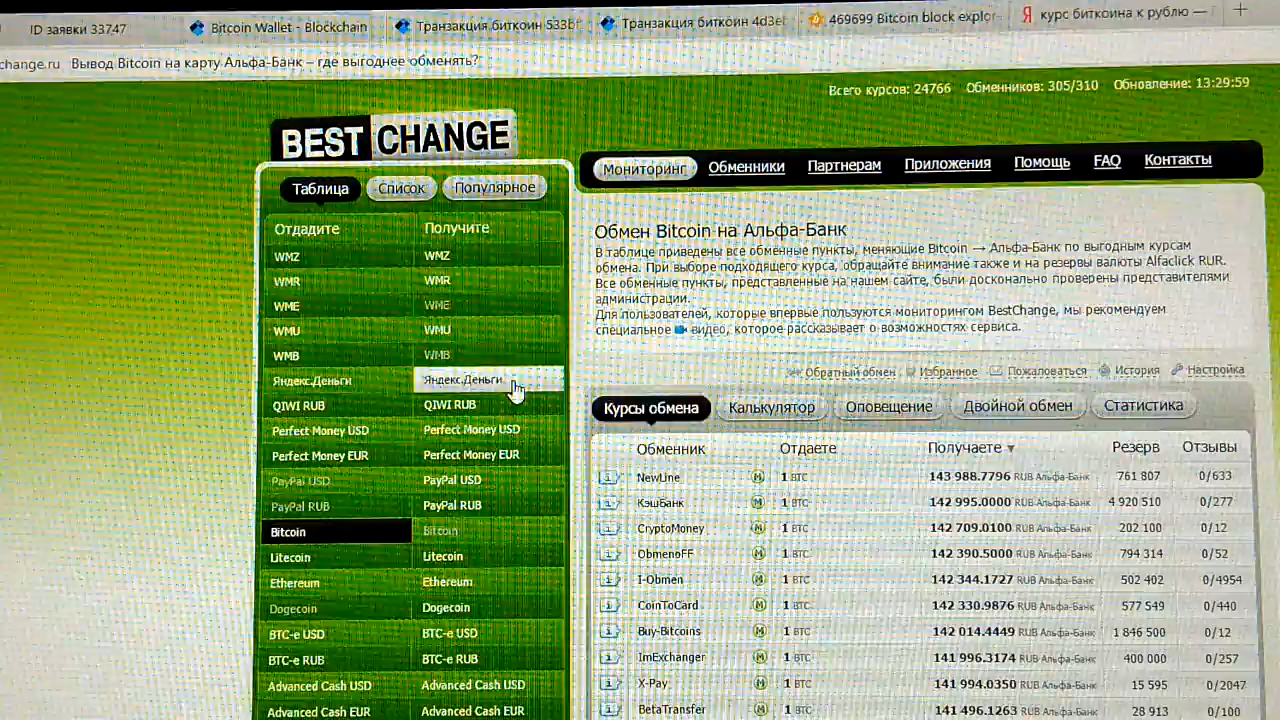 ID заявки 33747
Bitcoin Wallet - Blockchain
Транзакция биткоин 533bf
Транзакция биткоин 4d3eb
469699 Bitcoin block explor
курс биткоина к рублю —
change.ru Вывод Bitcoin на карту Альфа-Банк – где выгоднее обменять?
Всего курсов: 24766 Обменников: 305/310 Обновление: 13:29:59
BESTCHANGE
Мониторинг Обменники Партнерам Приложения Помощь FAQ Контакты
Таблица Список Популярное
Отдадите Получите
WMZ WMZ
WMR WMR
WME WME
WMU WMU
WMB WMB
Яндекс.Деньги Яндекс.Деньги
QIWI RUB QIWI RUB
Perfect Money USD Perfect Money USD
Perfect Money EUR Perfect Money EUR
PayPal USD PayPal USD
PayPal RUB PayPal RUB
Bitcoin Bitcoin
Litecoin Litecoin
Ethereum Ethereum
Dogecoin Dogecoin
BTC-e USD BTC-e USD
BTC-e RUB BTC-e RUB
Advanced Cash USD Advanced Cash USD
Advanced Cash EUR Advanced Cash EUR
Обмен Bitcoin на Альфа-Банк
В таблице приведены все обменные пункты, меняющие Bitcoin → Альфа-Банк по выгодным курсам
обмена. При выборе подходящего курса, обращайте внимание также и на резервы валюты Alfaclick RUR.
Все обменные пункты, представленные на нашем сайте, были досконально проверены представителями
администрации.
Для пользователей, которые впервые пользуются мониторингом BestChange, мы рекомендуем
специальное видео, которое рассказывает о возможностях сервиса.
Обратный обмен Избранное Пожаловаться История Настройка
Курсы обмена Калькулятор Оповещение Двойной обмен Статистика
Обменник Отдаете Получаете ▼ Резерв Отзывы
NewLine M 1 BTC 143 988.7796 RUB Альфа-Банк 761 807 0/633
КэшБанк M 1 BTC 142 995.0000 RUB Альфа-Банк 4 920 510 0/277
CryptoMoney M 1 BTC 142 709.0100 RUB Альфа-Банк 202 100 0/12
ObmenoFF M 1 BTC 142 390.5000 RUB Альфа-Банк 794 314 0/52
I-Obmen M 1 BTC 142 344.1727 RUB Альфа-Банк 502 402 0/4954
CoinToCard M 1 BTC 142 330.9876 RUB Альфа-Банк 577 549 0/440
Buy-Bitcoins M 1 BTC 142 014.4449 RUB Альфа-Банк 1 846 500 0/12
ImExchanger M 1 BTC 141 996.3174 RUB Альфа-Банк 400 000 0/257
X-Pay M 1 BTC 141 994.0350 RUB Альфа-Банк 15 595 0/2047
BetaTransfer M 1 BTC 141 496.1263 RUB Альфа-Банк 28 913 0/100